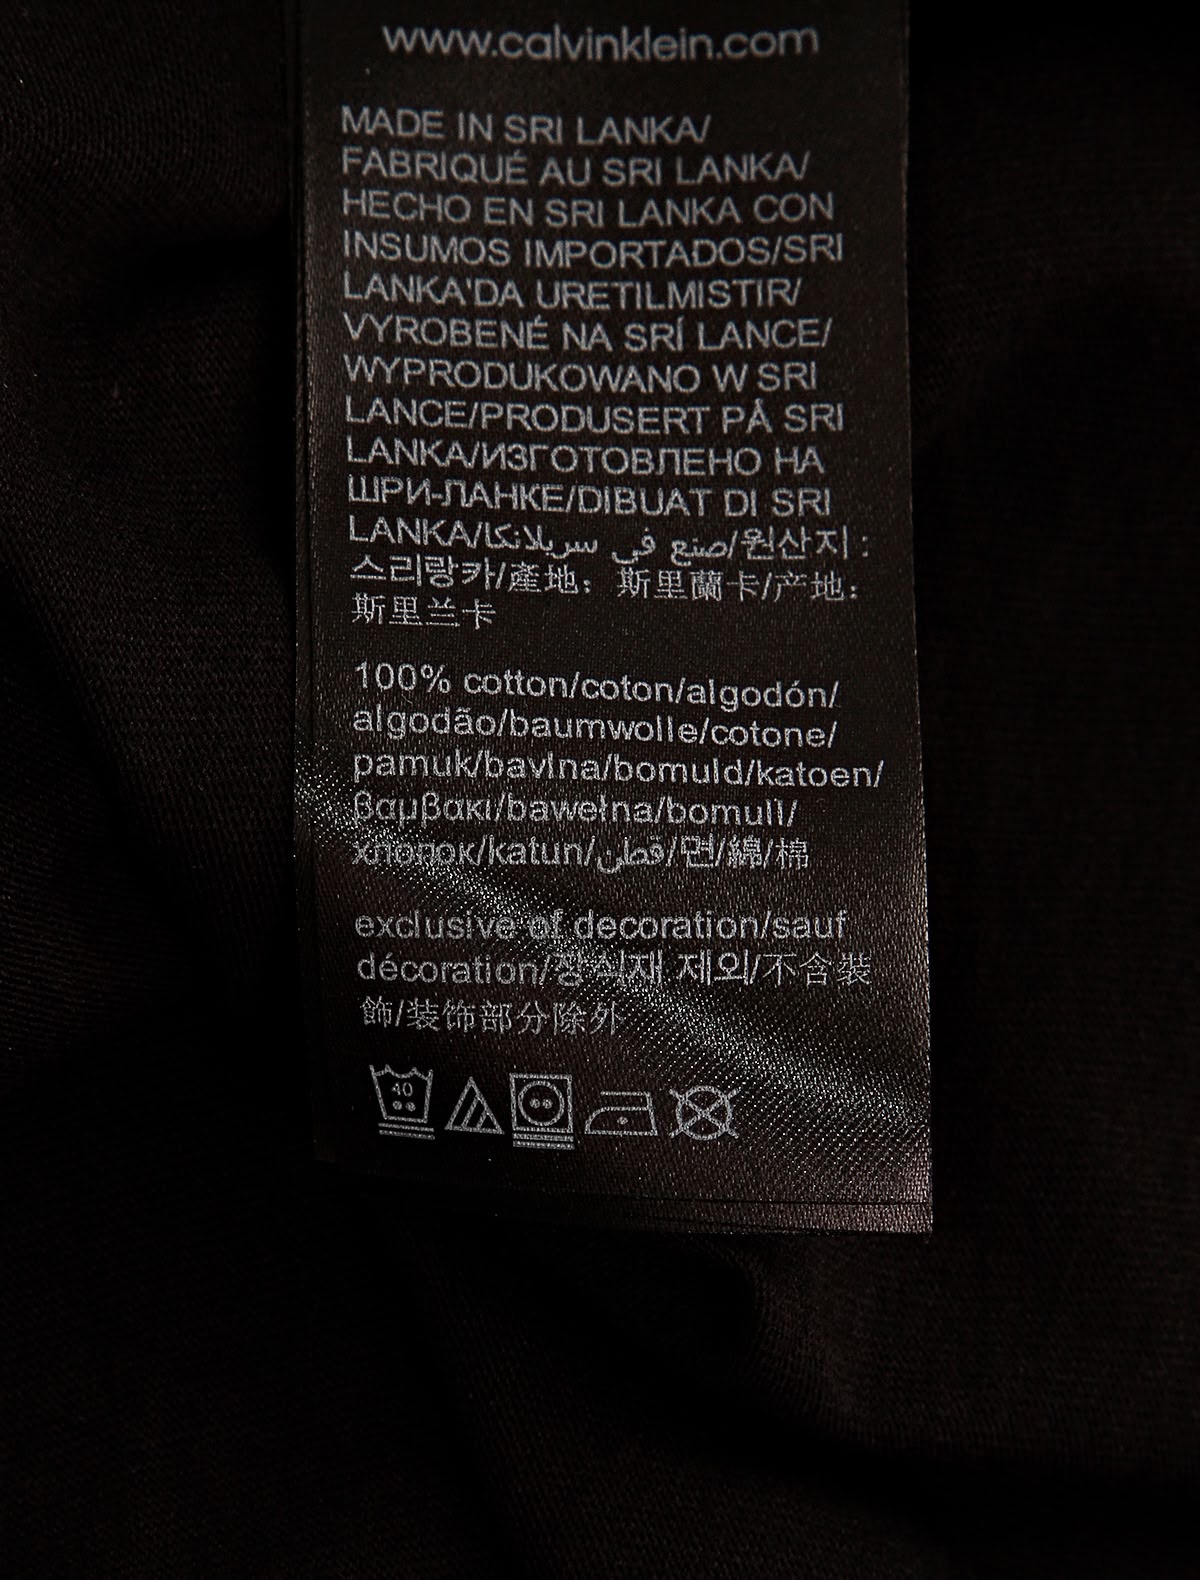 www.calvinklein.com
MADE IN SRI LANKA/
FABRIQUÉ AU SRI LANKA/
HECHO EN SRI LANKA CON
INSUMOS IMPORTADOS/SRI
LANKA'DA URETILMISTIR/
VYROBENÉ NA SRÍ LANCE/
WYPRODUKOWANO W SRI
LANCE/PRODUSERT PÅ SRI
LANKA/ИЗГОТОВЛЕНО НА
ШРИ-ЛАНКЕ/DIBUAT DI SRI
LANKA/صنع في سريلانكا/원산지 :
스리랑카/產地：斯里蘭卡/产地：
斯里兰卡
100% cotton/coton/algodón/
algodão/baumwolle/cotone/
pamuk/bavlna/bomuld/katoen/
βαμβακι/bawełna/bomull/
хлопок/katun/قطن/면/綿/棉
exclusive of decoration/sauf
décoration/장식재 제외/不含裝
飾/装饰部分除外
40